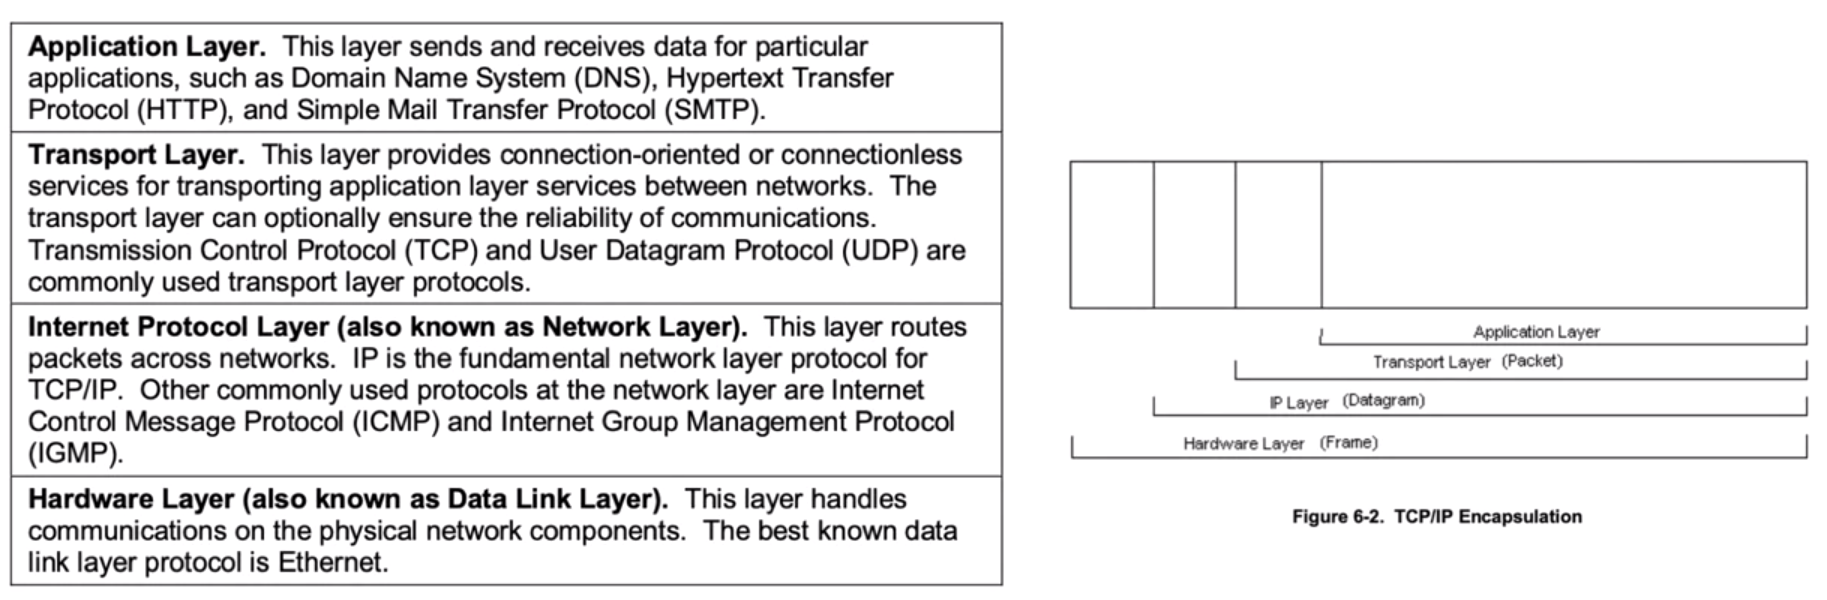 Application Layer. This layer sends and receives data for particular
applications, such as Domain Name System (DNS), Hypertext Transfer
Protocol (HTTP), and Simple Mail Transfer Protocol (SMTP).
Transport Layer. This layer provides connection-oriented or connectionless
services for transporting application layer services between networks. The
transport layer can optionally ensure the reliability of communications.
Transmission Control Protocol (TCP) and User Datagram Protocol (UDP) are
commonly used transport layer protocols.
Internet Protocol Layer (also known as Network Layer). This layer routes
packets across networks. IP is the fundamental network layer protocol for
TCP/IP. Other commonly used protocols at the network layer are Internet
Control Message Protocol (ICMP) and Internet Group Management Protocol
(IGMP).
Hardware Layer (also known as Data Link Layer). This layer handles
communications on the physical network components. The best known data
link layer protocol is Ethernet.
Application Layer
Transport Layer (Packet)
IP Layer (Datagram)
Hardware Layer (Frame)
Figure 6-2. TCP/IP Encapsulation